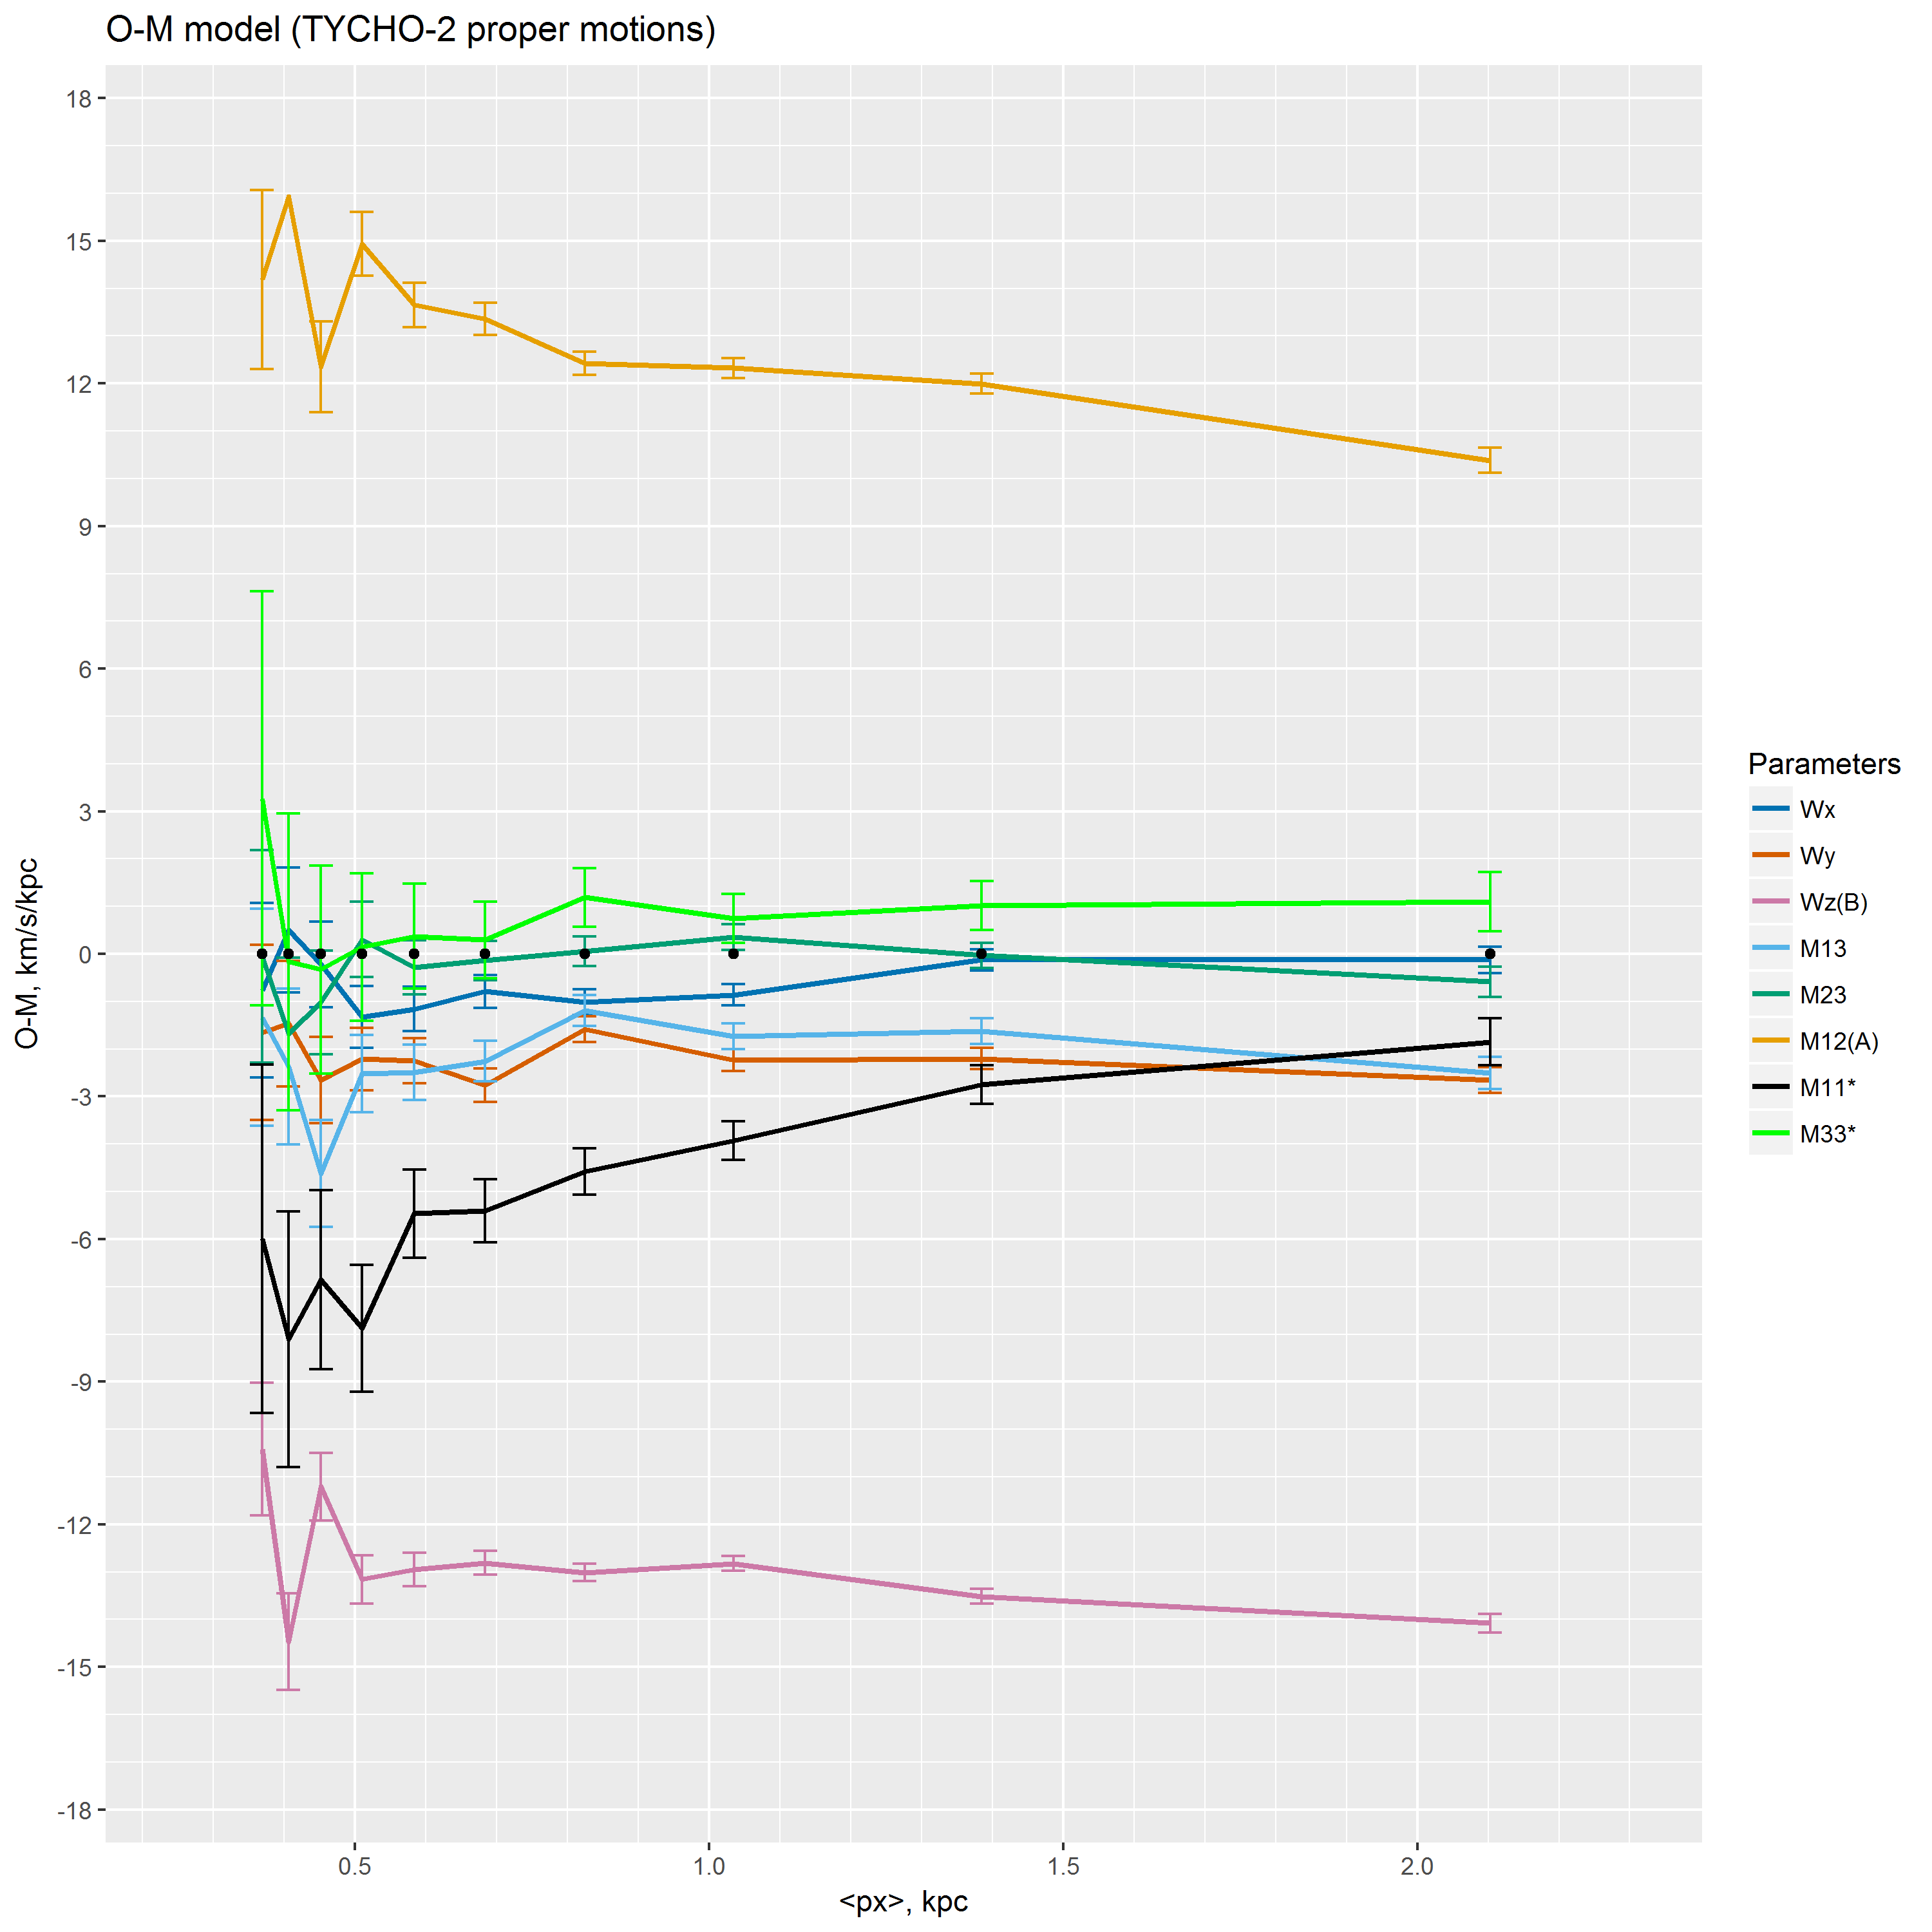 O-M model (TYCHO-2 proper motions)
O-M, km/s/kpc
18
15
12
9
6
3
0
-3
-6
-9
-12
-15
-18
0.5
1.0
1.5
2.0
<px>, kpc
Parameters
Wx
Wy
Wz(B)
M13
M23
M12(A)
M11*
M33*